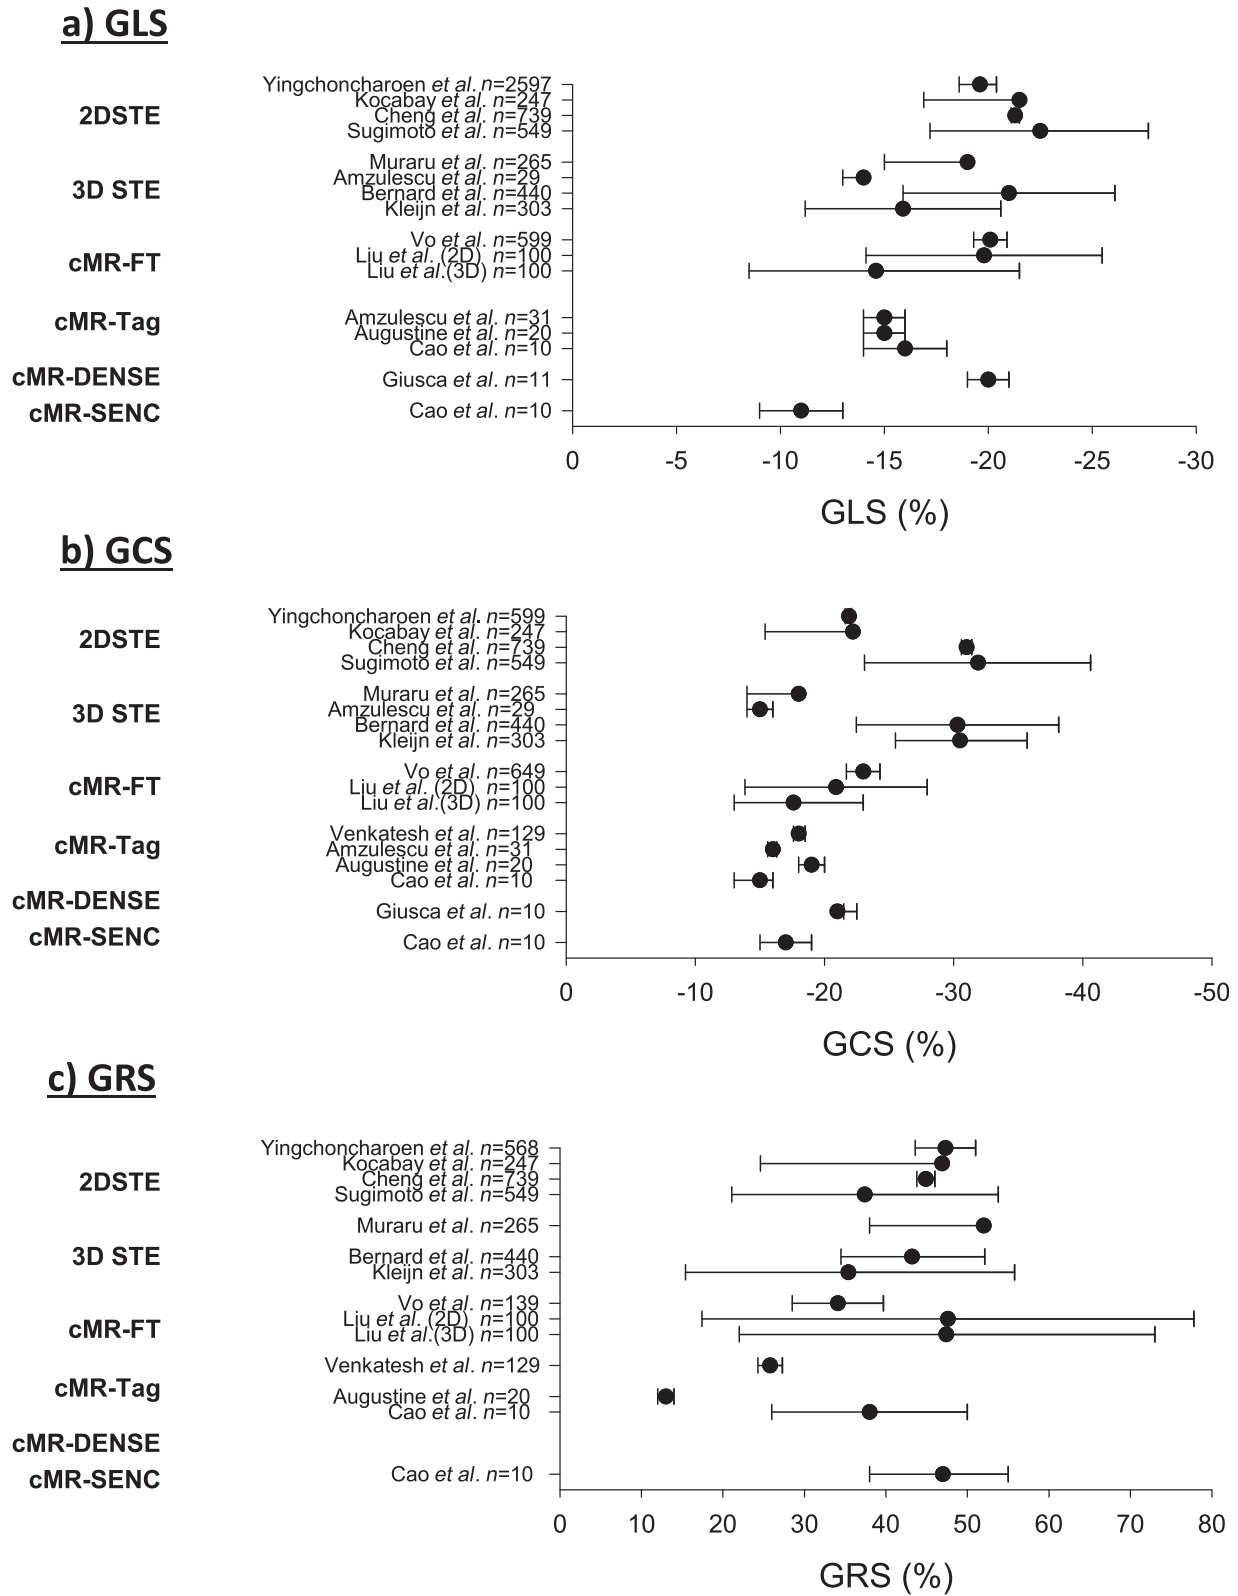 a) GLS
2DSTE
Yingchoncharoen et al. n=2597
Kocabay et al. n=247
Cheng et al. n=739
Sugimoto et al. n=549
3D STE
Muraru et al. n=265
Amzulescu et al. n=29
Bernard et al. n=440
Kleijn et al. n=303
cMR-FT
Vo et al. n=599
Liu et al. (2D) n=100
Liu et al.(3D) n=100
cMR-Tag
Amzulescu et al. n=31
Augustine et al. n=20
Cao et al. n=10
cMR-DENSE
Giusca et al. n=11
cMR-SENC
Cao et al. n=10
0 -5 -10 -15 -20 -25 -30
GLS (%)
b) GCS
2DSTE
Yingchoncharoen et al. n=599
Kocabay et al. n=247
Cheng et al. n=739
Sugimoto et al. n=549
3D STE
Muraru et al. n=265
Amzulescu et al. n=29
Bernard et al. n=440
Kleijn et al. n=303
cMR-FT
Vo et al. n=649
Liu et al. (2D) n=100
Liu et al.(3D) n=100
cMR-Tag
Venkatesh et al. n=129
Amzulescu et al. n=31
Augustine et al. n=20
Cao et al. n=10
cMR-DENSE
Giusca et al. n=10
cMR-SENC
Cao et al. n=10
0 -10 -20 -30 -40 -50
GCS (%)
c) GRS
2DSTE
Yingchoncharoen et al. n=568
Kocabay et al. n=247
Cheng et al. n=739
Sugimoto et al. n=549
3D STE
Muraru et al. n=265
Bernard et al. n=440
Kleijn et al. n=303
cMR-FT
Vo et al. n=139
Liu et al. (2D) n=100
Liu et al.(3D) n=100
cMR-Tag
Venkatesh et al. n=129
Augustine et al. n=20
Cao et al. n=10
cMR-DENSE
cMR-SENC
Cao et al. n=10
0 10 20 30 40 50 60 70 80
GRS (%)